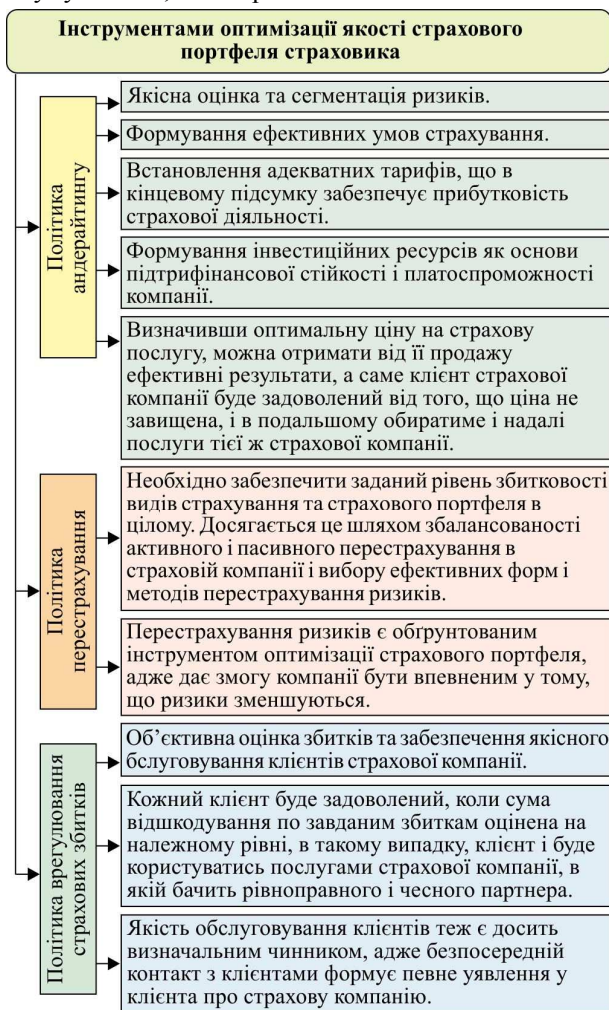 Інструментами оптимізації якості страхового
портфеля страховика
Політика
андерайтингу
Якісна оцінка та сегментація ризиків.
Формування ефективних умов страхування.
Встановлення адекватних тарифів, що в
кінцевому підсумку забезпечує прибутковість
страхової діяльності.
Формування інвестиційних ресурсів як основи
підтрифінансової стійкості і платоспроможності
компанії.
Визначивши оптимальну ціну на страхову
послугу, можна отримати від її продажу
ефективні результати, а саме клієнт страхової
компанії буде задоволений від того, що ціна не
завищена, і в подальшому обиратиме і надалі
послуги тієї ж страхової компанії.
Політика
перестрахування
Необхідно забезпечити заданий рівень збитковості
видів страхування та страхового портфеля в
цілому. Досягається це шляхом збалансованості
активного і пасивного перестрахування в
страховій компанії і вибору ефективних форм і
методів перестрахування ризиків.
Перестрахування ризиків є обґрунтованим
інструментом оптимізації страхового портфеля,
адже дає змогу компанії бути впевненим у тому,
що ризики зменшуються.
Політика врегулювання
страхових збитків
Об’єктивна оцінка збитків та забезпечення якісного
бслуговування клієнтів страхової компанії.
Кожний клієнт буде задоволений, коли сума
відшкодування по завданим збиткам оцінена на
належному рівні, в такому випадку, клієнт і буде
користуватись послугами страхової компанії, в
якій бачить рівноправного і чесного партнера.
Якість обслуговування клієнтів теж є досить
визначальним чинником, адже безпосередній
контакт з клієнтами формує певне уявлення у
клієнта про страхову компанію.